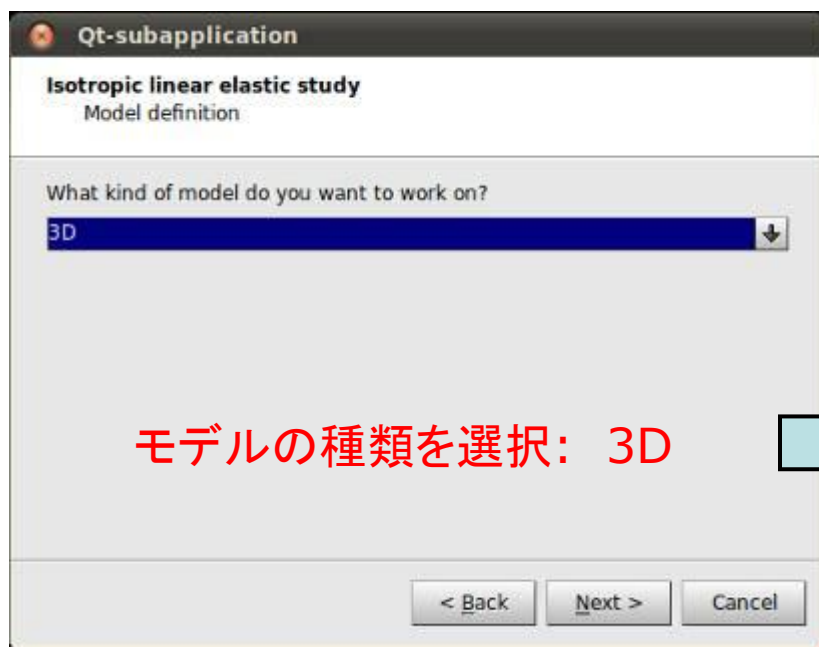 Qt-subapplication
Isotropic linear elastic study
Model definition
What kind of model do you want to work on?
3D
モデルの種類を選択: 3D
< Back
Next >
Cancel